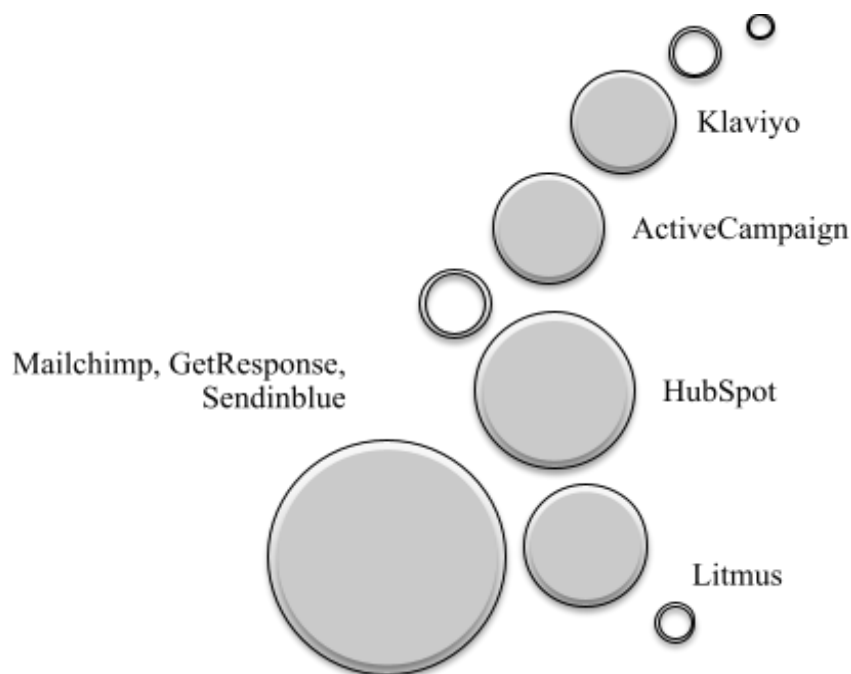 Klaviyo
ActiveCampaign
Mailchimp, GetResponse,
Sendinblue
HubSpot
Litmus